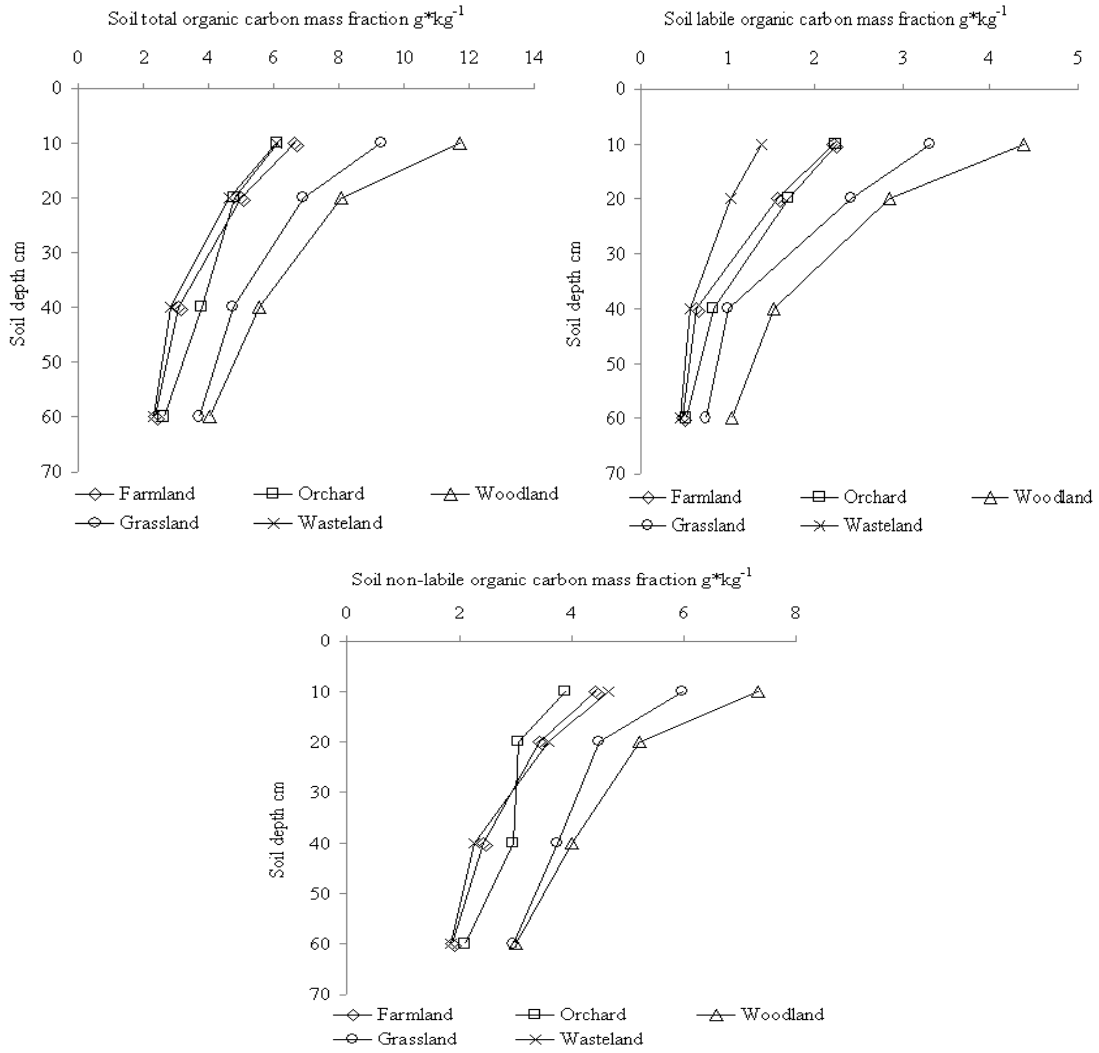 Soil total organic carbon mass fraction g*kg-1
0 2 4 6 8 10 12 14
0
10
20
30
40
50
60
70
Soil depth cm
Farmland Orchard Woodland
Grassland Wasteland
Soil labile organic carbon mass fraction g*kg-1
0 1 2 3 4 5
0
10
20
30
40
50
60
70
Soil depth cm
Farmland Orchard Woodland
Grassland Wasteland
Soil non-labile organic carbon mass fraction g*kg-1
0 2 4 6 8
0
10
20
30
40
50
60
70
Soil depth cm
Farmland Orchard Woodland
Grassland Wasteland